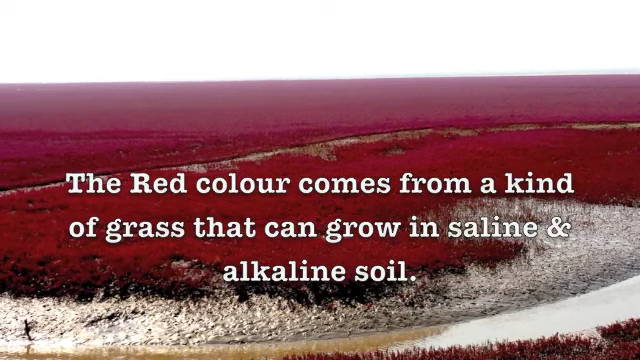 The Red colour comes from a kind
of grass that can grow in saline &
alkaline soil.